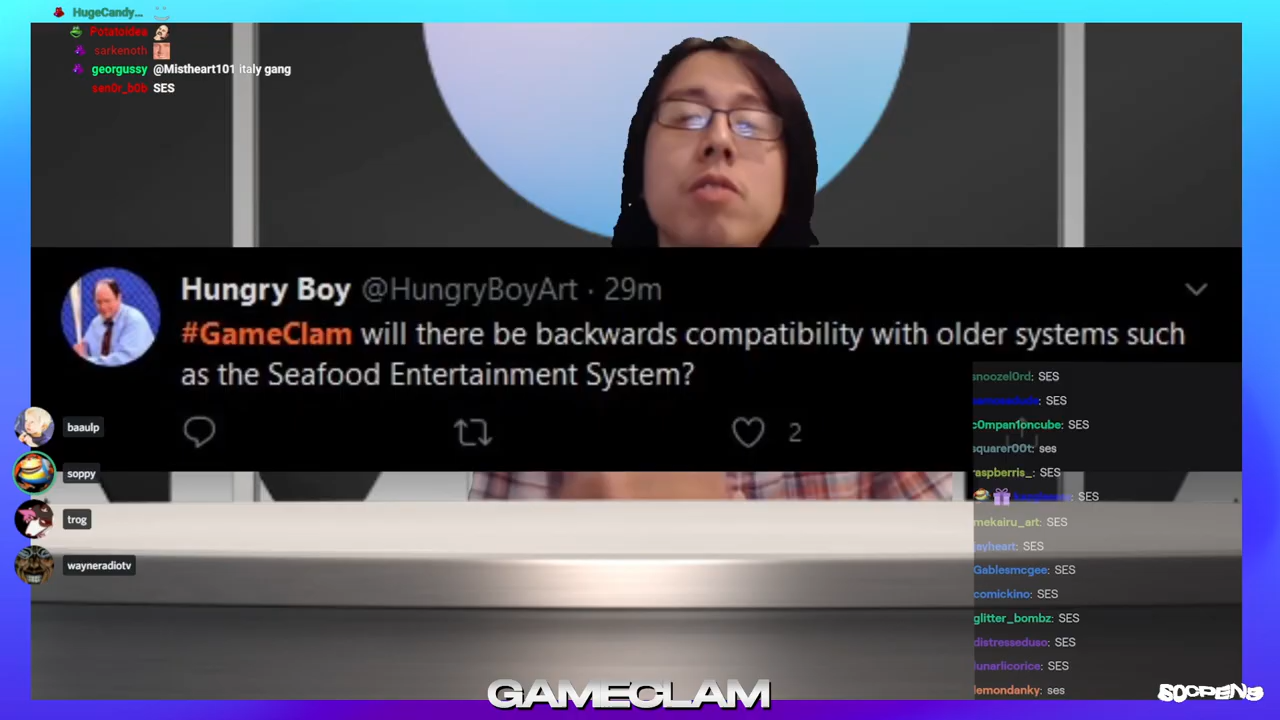 HugeCandy...
Potatoidea
sarkenoth
georgussy @Mistheart101 italy gang
sen0r_b0b SES
Hungry Boy @HungryBoyArt · 29m
#GameClam will there be backwards compatibility with older systems such
as the Seafood Entertainment System?
2
baaulp
soppy
trog
wayneradiotv
snoozel0rd: SES
: SES
c0mpan1oncube: SES
squarer00t: ses
raspberris_: SES
: SES
mekairu_art: SES
jayheart: SES
Gablesmcgee: SES
comickino: SES
glitter_bombz: SES
distresseduso: SES
lunarlicorice: SES
lemondanky: ses
GAMECLAM
SOCPENS